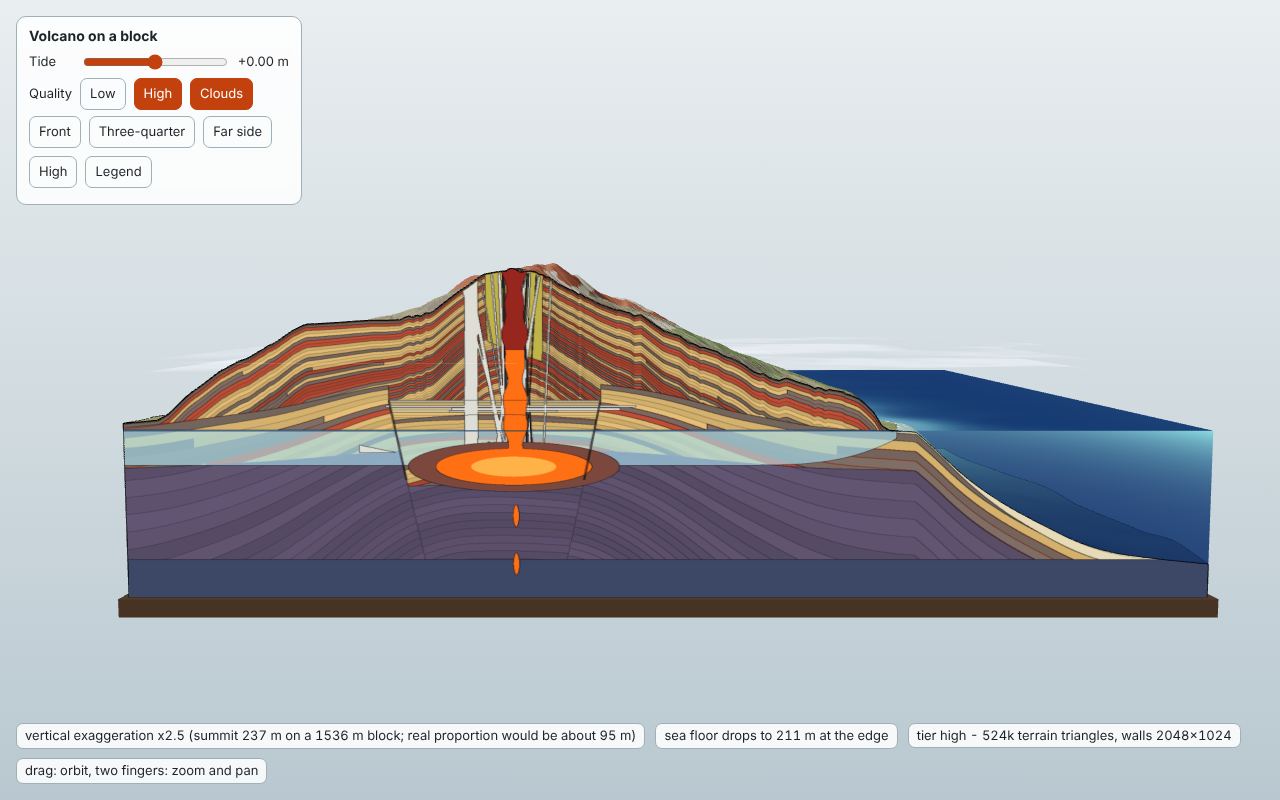 Volcano on a block
Tide +0.00 m
Quality Low High Clouds
Front Three-quarter Far side
High Legend
vertical exaggeration x2.5 (summit 237 m on a 1536 m block; real proportion would be about 95 m) sea floor drops to 211 m at the edge tier high - 524k terrain triangles, walls 2048×1024
drag: orbit, two fingers: zoom and pan